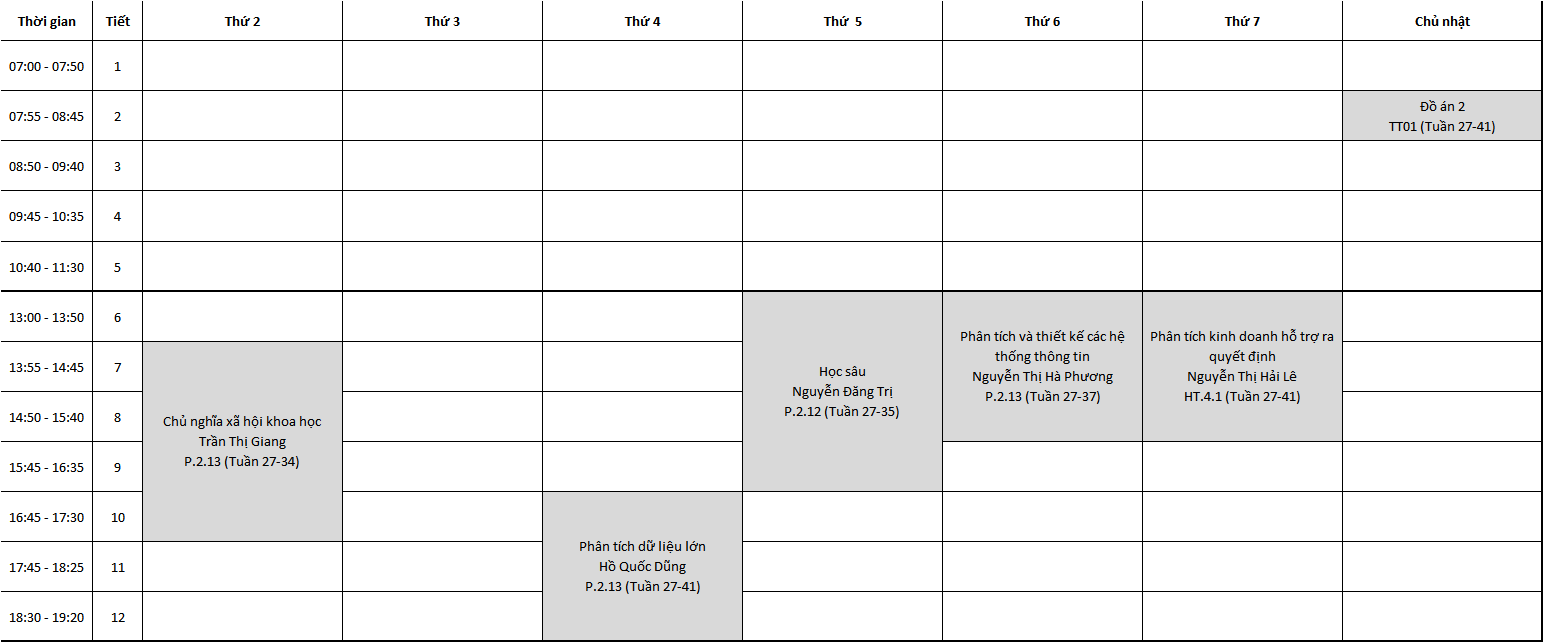 Thời gian Tiết Thứ 2 Thứ 3 Thứ 4 Thứ 5 Thứ 6 Thứ 7 Chủ nhật
07:00 - 07:50 1
07:55 - 08:45 2
Đồ án 2
TT01 (Tuần 27-41)
08:50 - 09:40 3
09:45 - 10:35 4
10:40 - 11:30 5
13:00 - 13:50 6
13:55 - 14:45 7
14:50 - 15:40 8
15:45 - 16:35 9
16:45 - 17:30 10
17:45 - 18:25 11
18:30 - 19:20 12
Chủ nghĩa xã hội khoa học
Trần Thị Giang
P.2.13 (Tuần 27-34)
Phân tích dữ liệu lớn
Hồ Quốc Dũng
P.2.13 (Tuần 27-41)
Học sâu
Nguyễn Đăng Trị
P.2.12 (Tuần 27-35)
Phân tích và thiết kế các hệ
thống thông tin
Nguyễn Thị Hà Phương
P.2.13 (Tuần 27-37)
Phân tích kinh doanh hỗ trợ ra
quyết định
Nguyễn Thị Hải Lê
HT.4.1 (Tuần 27-41)